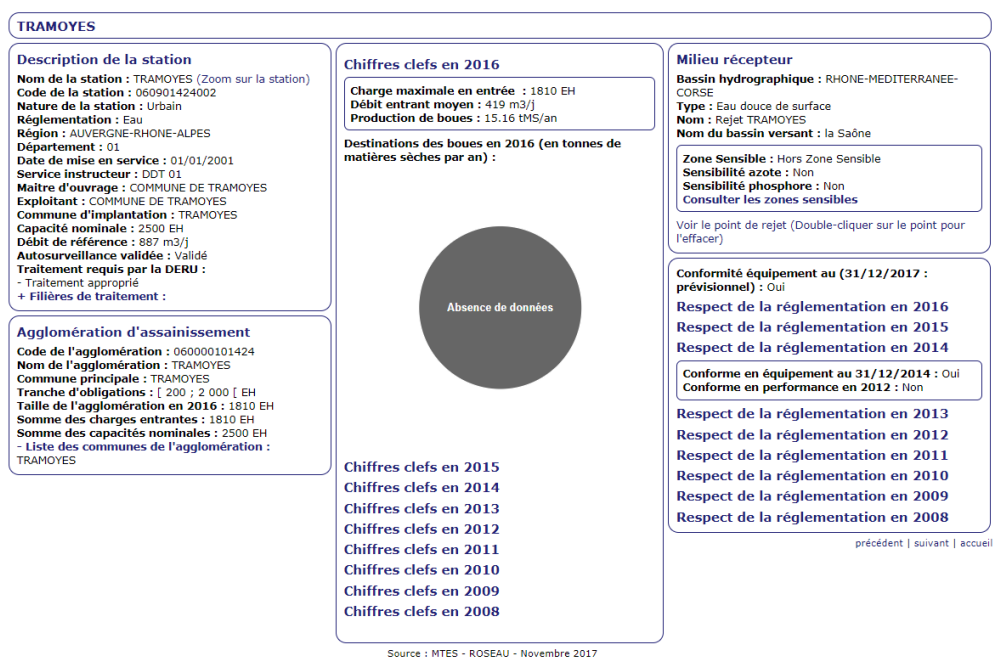 TRAMOYES
Description de la station
Nom de la station : TRAMOYES (Zoom sur la station)
Code de la station : 060901424002
Nature de la station : Urbain
Réglementation : Eau
Région : AUVERGNE-RHONE-ALPES
Département : 01
Date de mise en service : 01/01/2001
Service instructeur : DDT 01
Maitre d'ouvrage : COMMUNE DE TRAMOYES
Exploitant : COMMUNE DE TRAMOYES
Commune d'implantation : TRAMOYES
Capacité nominale : 2500 EH
Débit de référence : 887 m3/j
Autosurveillance validée : Validé
Traitement requis par la DERU :
- Traitement approprié
+ Filières de traitement :
Agglomération d'assainissement
Code de l'agglomération : 060000101424
Nom de l'agglomération : TRAMOYES
Commune principale : TRAMOYES
Tranche d'obligations : [ 200 ; 2 000 [ EH
Taille de l'agglomération en 2016 : 1810 EH
Somme des charges entrantes : 1810 EH
Somme des capacités nominales : 2500 EH
- Liste des communes de l'agglomération :
TRAMOYES
Chiffres clefs en 2016
Charge maximale en entrée : 1810 EH
Débit entrant moyen : 419 m3/j
Production de boues : 15.16 tMS/an
Destinations des boues en 2016 (en tonnes de
matières sèches par an) :
Absence de données
Chiffres clefs en 2015
Chiffres clefs en 2014
Chiffres clefs en 2013
Chiffres clefs en 2012
Chiffres clefs en 2011
Chiffres clefs en 2010
Chiffres clefs en 2009
Chiffres clefs en 2008
Milieu récepteur
Bassin hydrographique : RHONE-MEDITERRANEE-
CORSE
Type : Eau douce de surface
Nom : Rejet TRAMOYES
Nom du bassin versant : la Saône
Zone Sensible : Hors Zone Sensible
Sensibilité azote : Non
Sensibilité phosphore : Non
Consulter les zones sensibles
Voir le point de rejet (Double-cliquer sur le point pour
l'effacer)
Conformité équipement au (31/12/2017 :
prévisionnel) : Oui
Respect de la réglementation en 2016
Respect de la réglementation en 2015
Respect de la réglementation en 2014
Conforme en équipement au 31/12/2014 : Oui
Conforme en performance en 2012 : Non
Respect de la réglementation en 2013
Respect de la réglementation en 2012
Respect de la réglementation en 2011
Respect de la réglementation en 2010
Respect de la réglementation en 2009
Respect de la réglementation en 2008
précédent | suivant | accueil
Source : MTES - ROSEAU - Novembre 2017